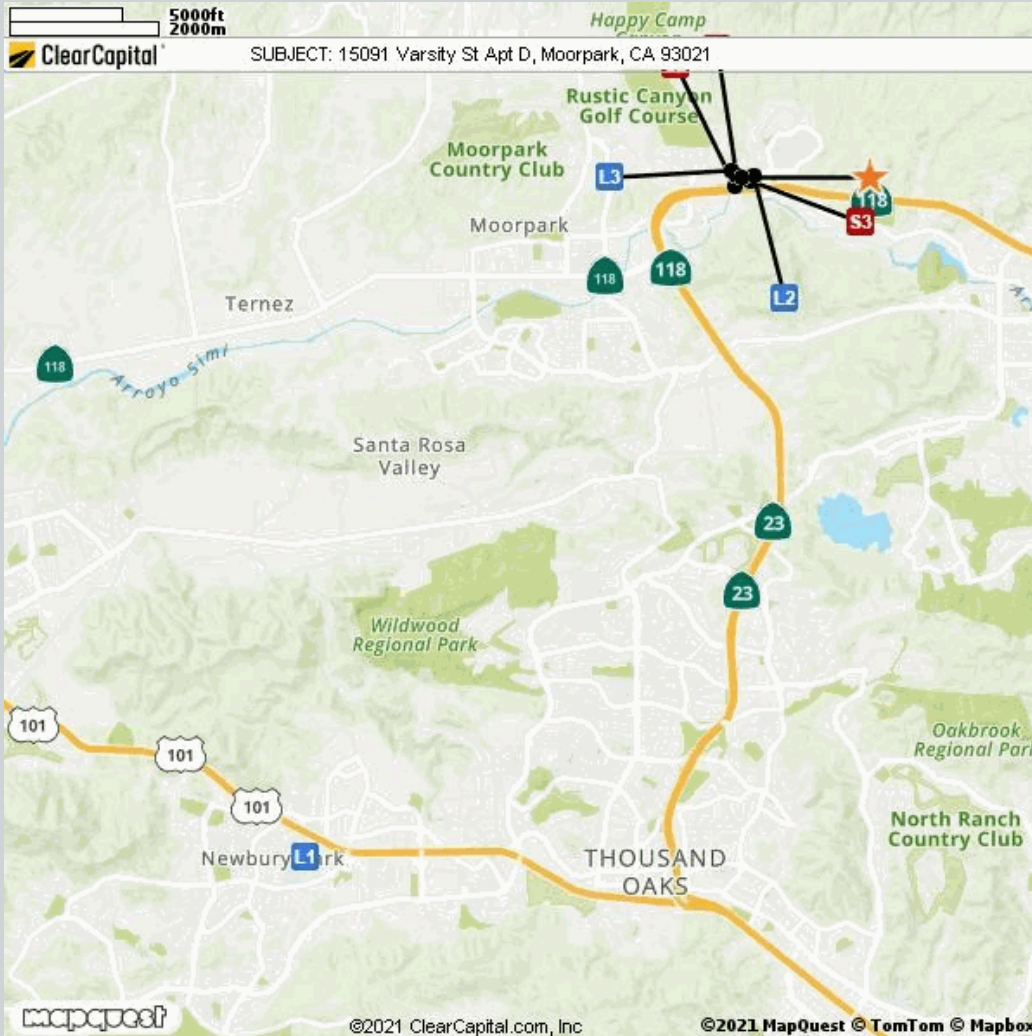 5000ft
2000m
Happy Camp
ClearCapital
SUBJECT: 15091 Varsity St Apt D, Moorpark, CA 93021
Rustic Canyon
Golf Course
Moorpark
Country Club
L3
118
S3
Moorpark
118
118
L2
Ternez
118
Arroyo Simi
Santa Rosa
Valley
23
23
Wildwood
Regional Park
101
101
Oakbrook
Regional Par
101
North Ranch
Country Club
Newbury
L1
rk
THOUSAND
OAKS
mapquest
©2021 ClearCapital.com, Inc
©2021 MapQuest © TomTom © Mapbox